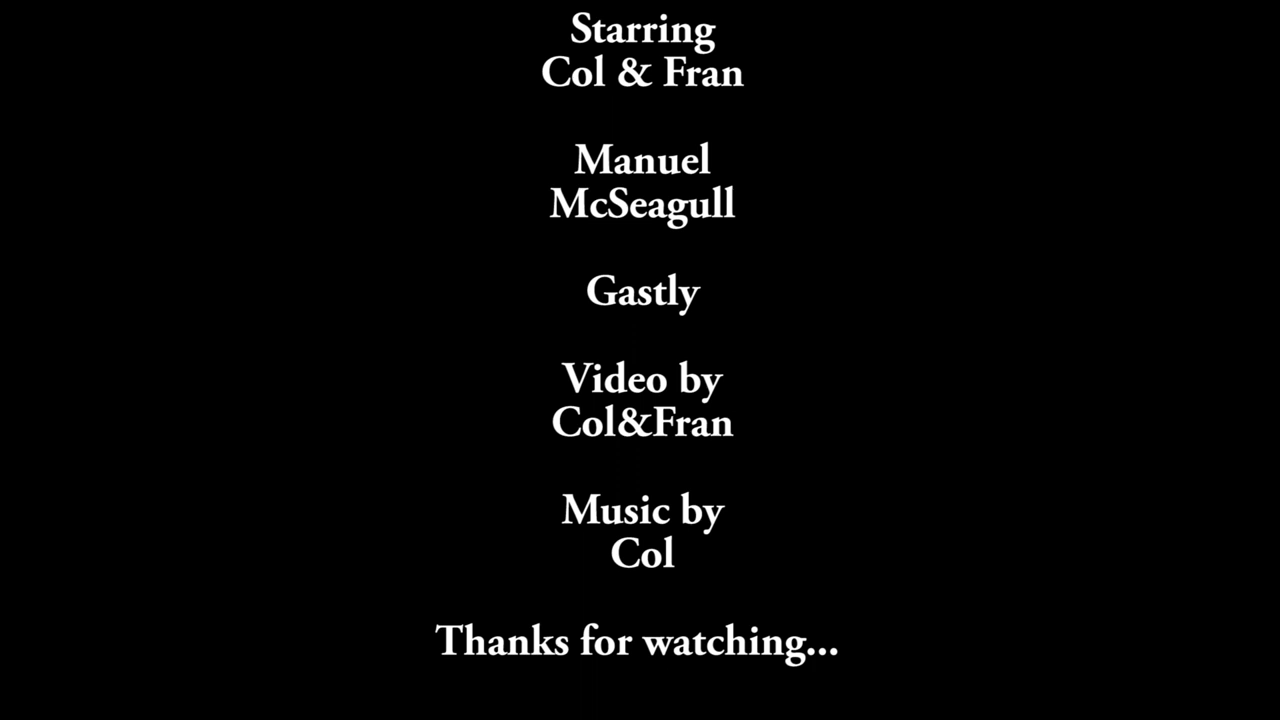 Starring
Col & Fran
Manuel
McSeagull
Gastly
Video by
Col&Fran
Music by
Col
Thanks for watching...